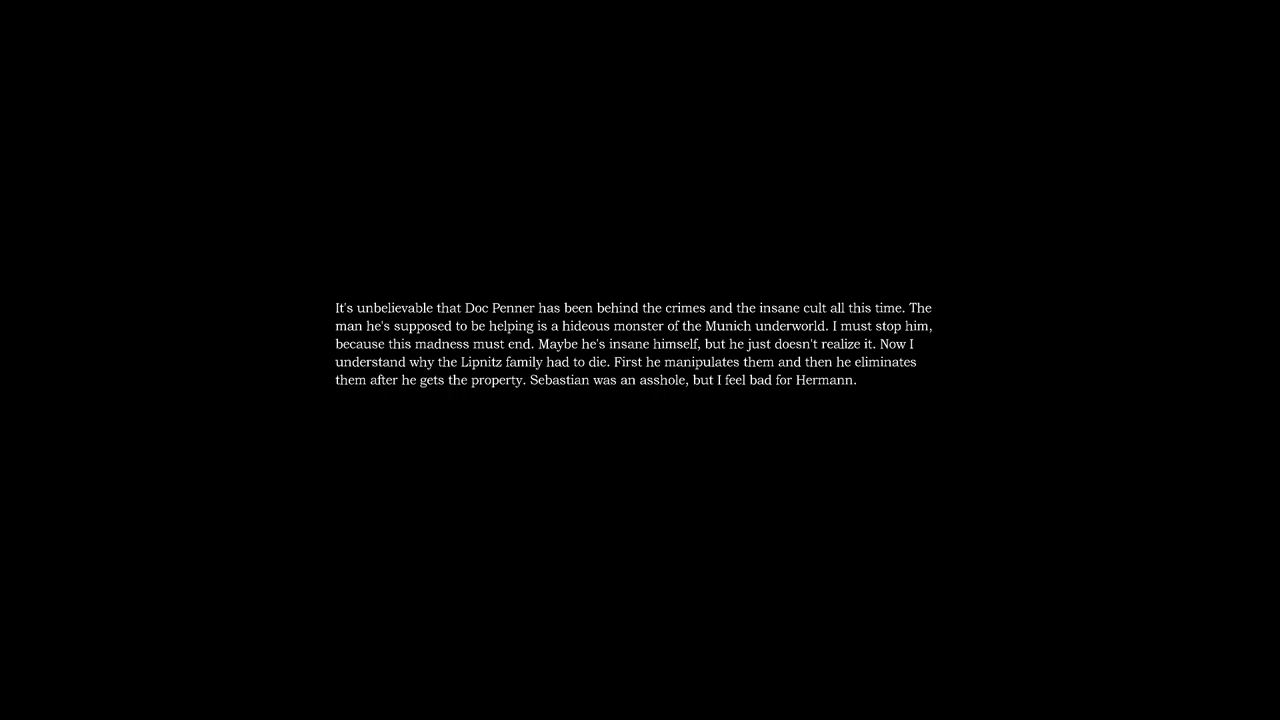 It's unbelievable that Doc Penner has been behind the crimes and the insane cult all this time. The
man he's supposed to be helping is a hideous monster of the Munich underworld. I must stop him,
because this madness must end. Maybe he's insane himself, but he just doesn't realize it. Now I
understand why the Lipnitz family had to die. First he manipulates them and then he eliminates
them after he gets the property. Sebastian was an asshole, but I feel bad for Hermann.